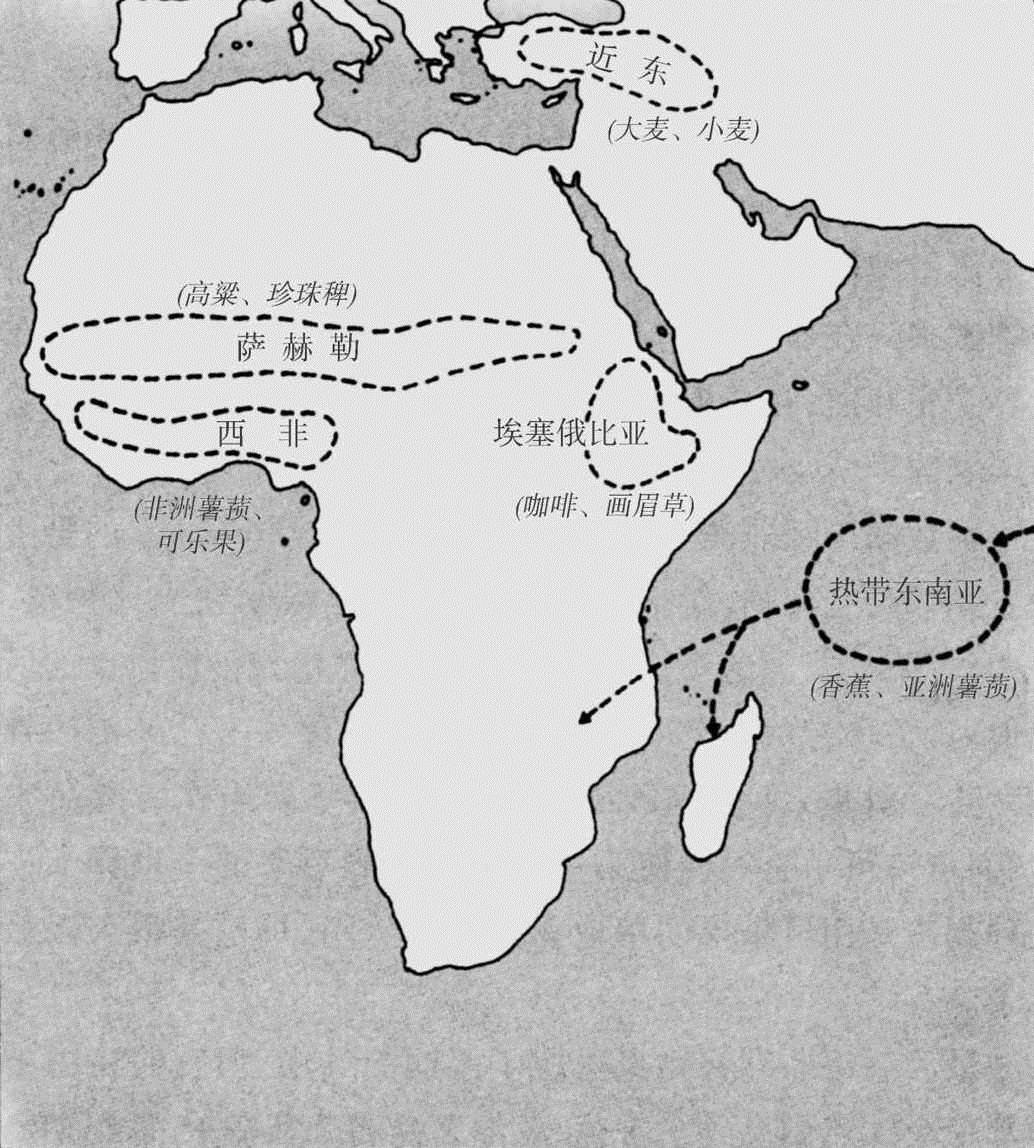 近 东
(大麦、小麦)
(高粱、珍珠稗)
萨 赫 勒
西 非
埃塞俄比亚
(非洲薯蓣、
可乐果)
(咖啡、画眉草)
热带东南亚
(香蕉、亚洲薯蓣)